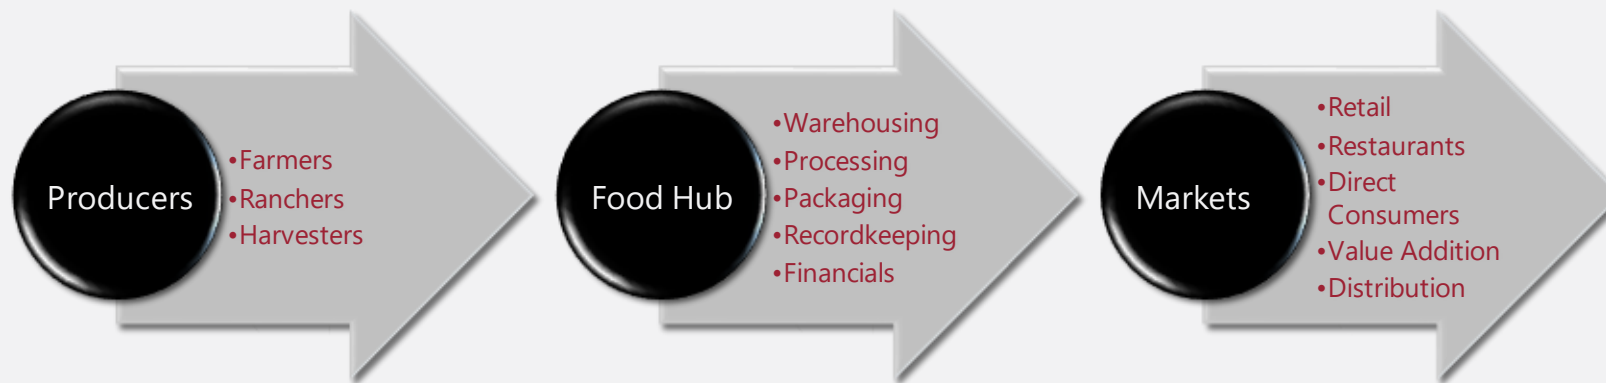 Producers
•Farmers
•Ranchers
•Harvesters
Food Hub
•Warehousing
•Processing
•Packaging
•Recordkeeping
•Financials
Markets
•Retail
•Restaurants
•Direct
Consumers
•Value Addition
•Distribution